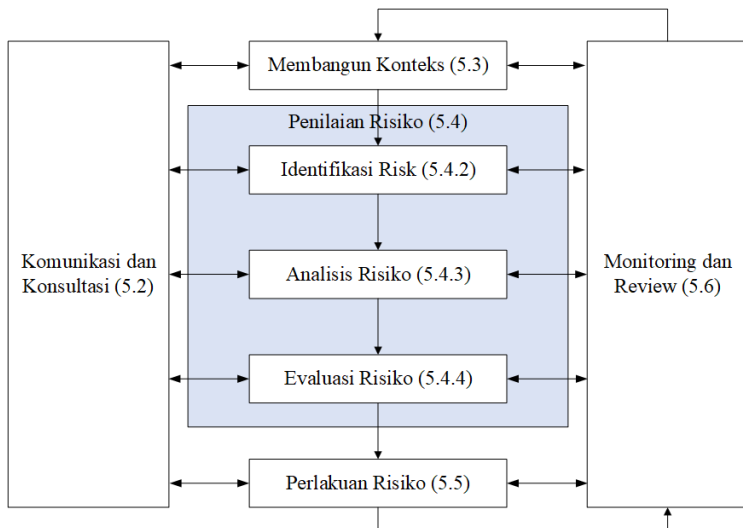 Membangun Konteks (5.3)
Penilaian Risiko (5.4)
Identifikasi Risk (5.4.2)
Komunikasi dan
Konsultasi (5.2)
Analisis Risiko (5.4.3)
Monitoring dan
Review (5.6)
Evaluasi Risiko (5.4.4)
Perlakuan Risiko (5.5)